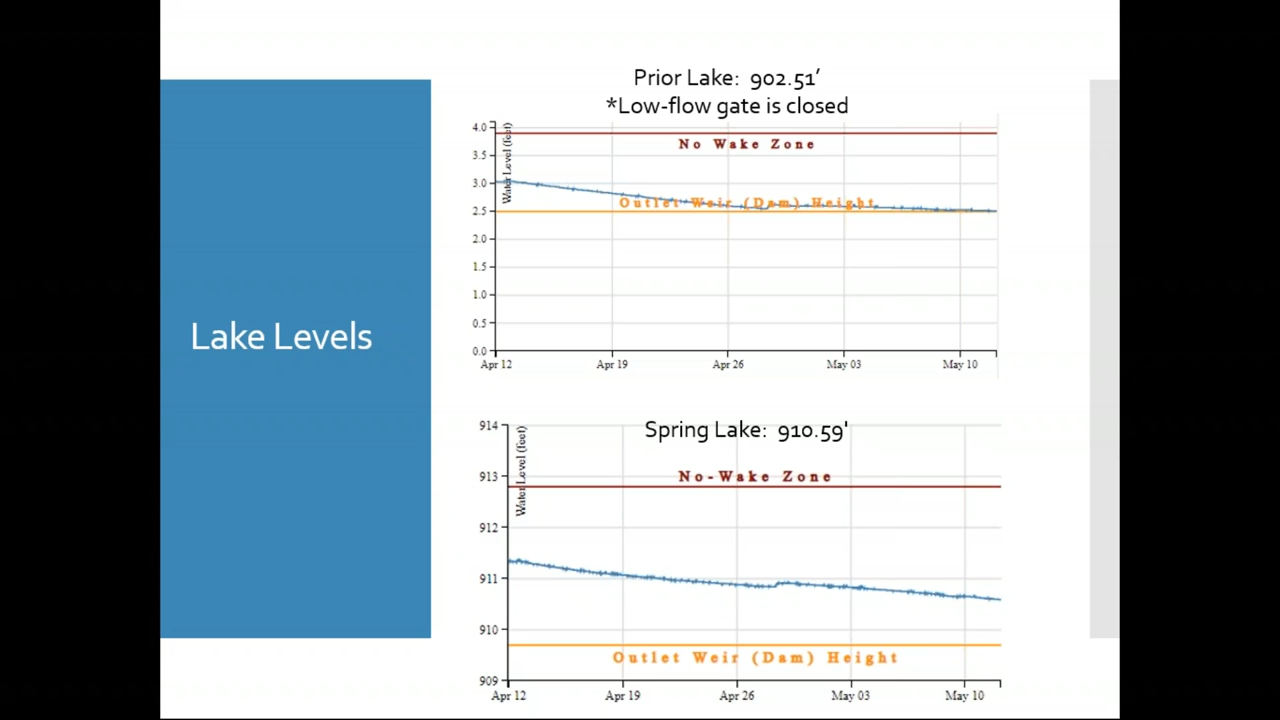 Lake Levels
Prior Lake: 902.51’
*Low-flow gate is closed
4.0
3.5
3.0
2.5
2.0
1.5
1.0
0.5
0.0
Water Level (feet)
No Wake Zone
Outlet Weir (Dam) Height
Apr 12 Apr 19 Apr 26 May 03 May 10
Spring Lake: 910.59'
914
913
912
911
910
909
Water Level (feet)
No-Wake Zone
Outlet Weir (Dam) Height
Apr 12 Apr 19 Apr 26 May 03 May 10